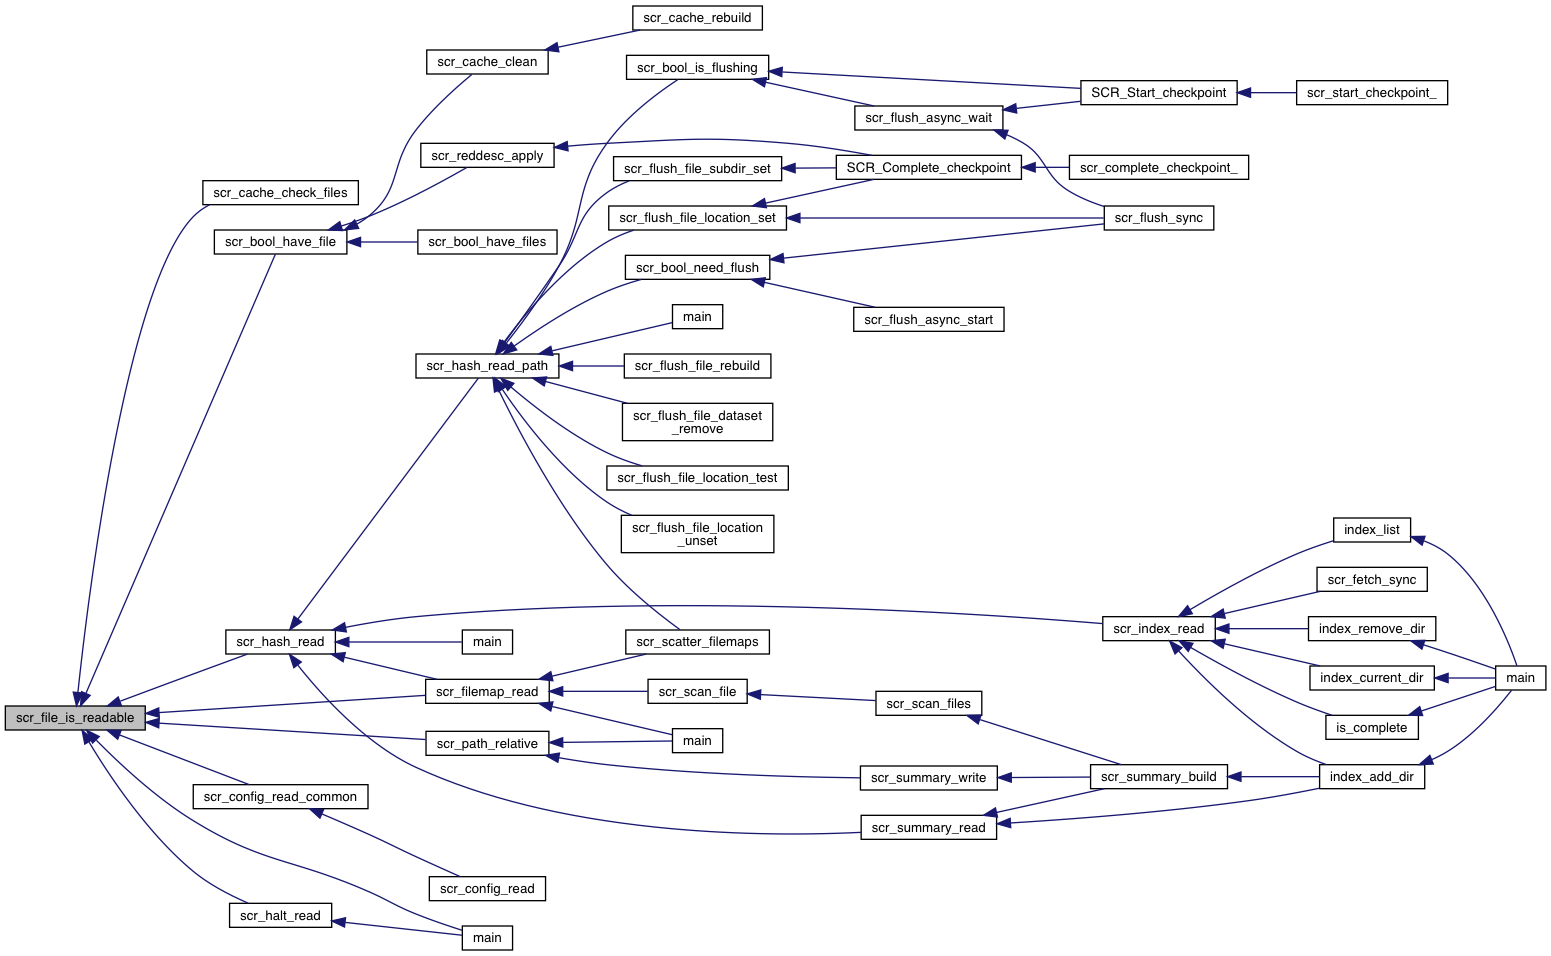 scr_cache_rebuild
scr_cache_clean
scr_bool_is_flushing
SCR_Start_checkpoint
scr_start_checkpoint_
scr_flush_async_wait
scr_reddesc_apply
scr_flush_file_subdir_set
SCR_Complete_checkpoint
scr_complete_checkpoint_
scr_cache_check_files
scr_flush_file_location_set
scr_flush_sync
scr_bool_have_file
scr_bool_have_files
scr_bool_need_flush
main
scr_flush_async_start
scr_hash_read_path
scr_flush_file_rebuild
scr_flush_file_dataset
_remove
scr_flush_file_location_test
scr_flush_file_location
_unset
index_list
scr_fetch_sync
scr_hash_read
main
scr_scatter_filemaps
scr_index_read
index_remove_dir
scr_filemap_read
scr_scan_file
index_current_dir
main
scr_scan_files
scr_file_is_readable
is_complete
scr_path_relative
main
scr_summary_write
scr_summary_build
index_add_dir
scr_config_read_common
scr_summary_read
scr_config_read
scr_halt_read
main